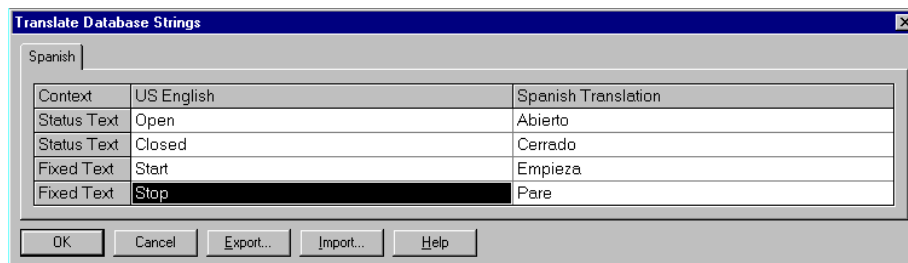 Translate Database Strings
Spanish
Context US English Spanish Translation
Status Text Open Abierto
Status Text Closed Cerrado
Fixed Text Start Empieza
Fixed Text Stop Pare
OK Cancel Export... Import... Help